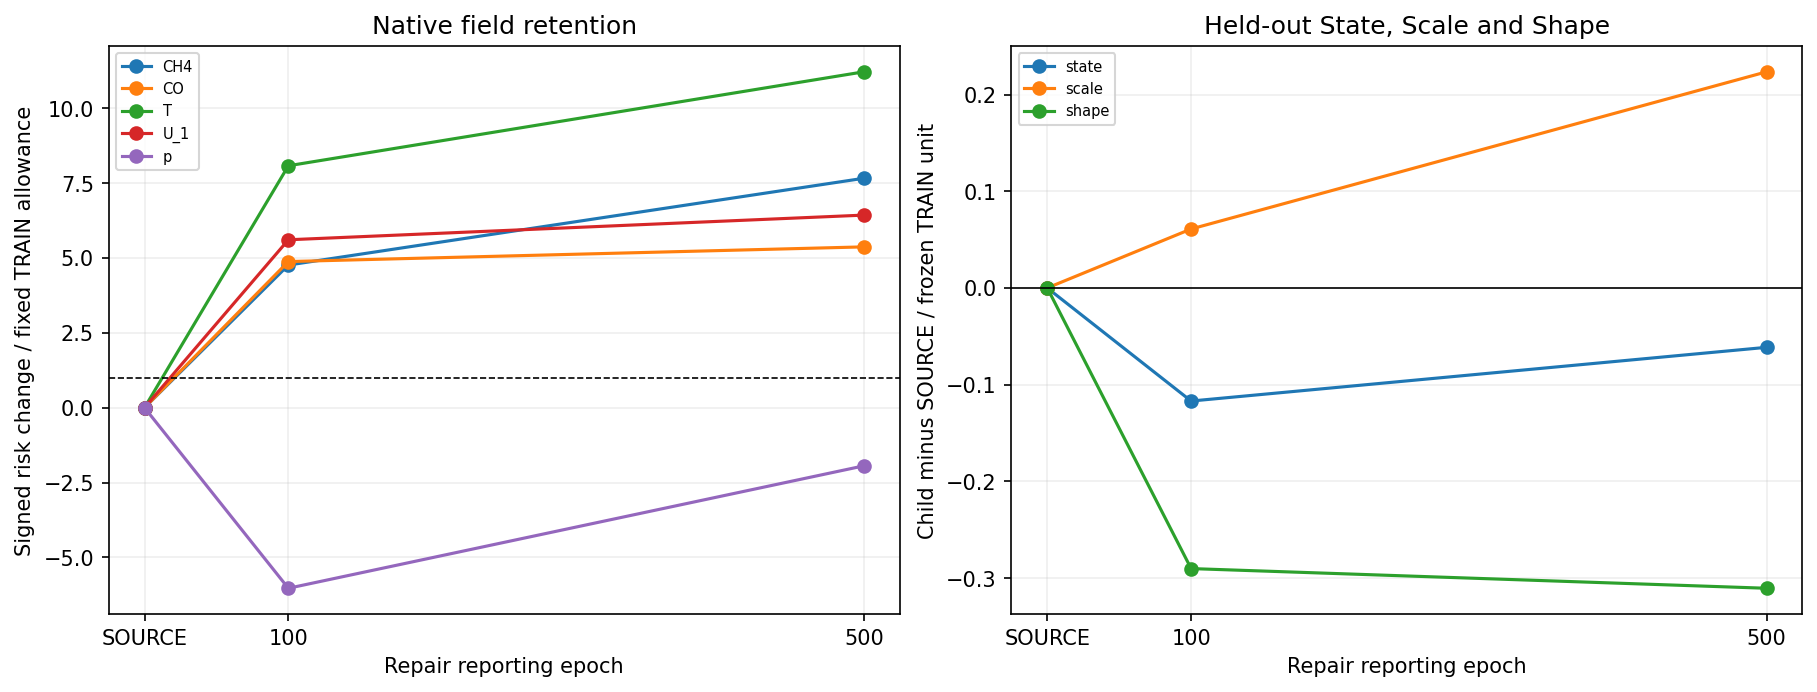 Native field retention
Signed risk change / fixed TRAIN allowance
10.0
7.5
5.0
2.5
0.0
−2.5
−5.0
CH4
CO
T
U_1
p
SOURCE
100
500
Repair reporting epoch
Held-out State, Scale and Shape
Child minus SOURCE / frozen TRAIN unit
0.2
0.1
0.0
−0.1
−0.2
−0.3
state
scale
shape
SOURCE
100
500
Repair reporting epoch